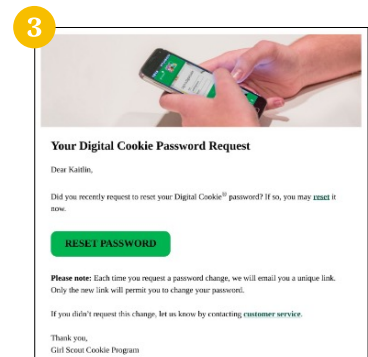 3
Your Digital Cookie Password Request
Dear Kaitlin,
Did you recently request to reset your Digital Cookie® password? If so, you may reset it
now.
RESET PASSWORD
Please note: Each time you request a password change, we will email you a unique link.
Only the new link will permit you to change your password.
If you didn't request this change, let us know by contacting customer service.
Thank you,
Girl Scout Cookie Program